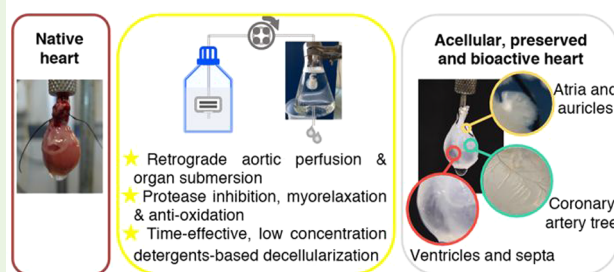 Native
heart
Retrograde aortic perfusion &
organ submersion
Protease inhibition, myorelaxation
& anti-oxidation
Time-effective, low concentration
detergents-based decellularization
Acellular, preserved
and bioactive heart
Atria and
auricles
Coronary
artery tree
Ventricles and septa